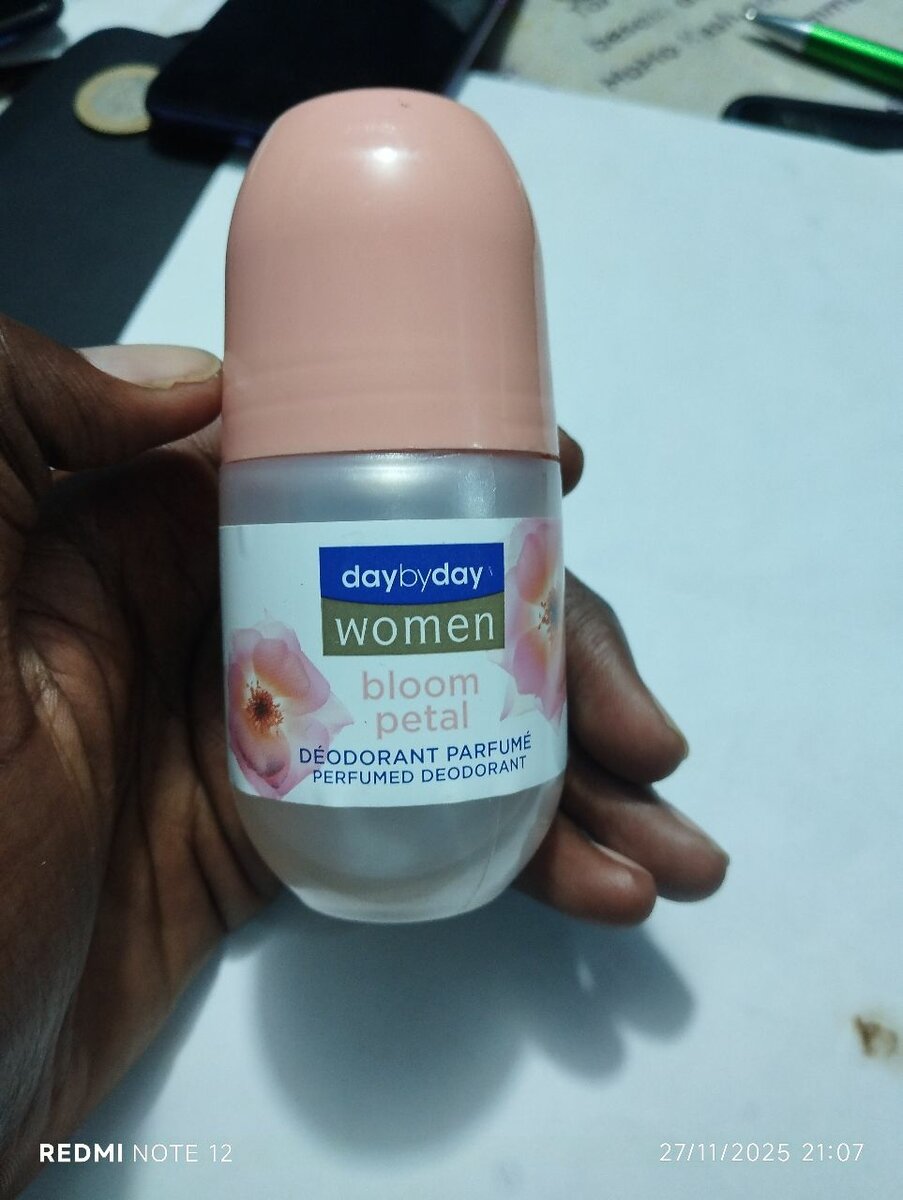 daybyday
women
bloom
petal
DÉODORANT PARFUMÉ
PERFUMED DEODORANT
REDMI NOTE 12
27/11/2025 21:07